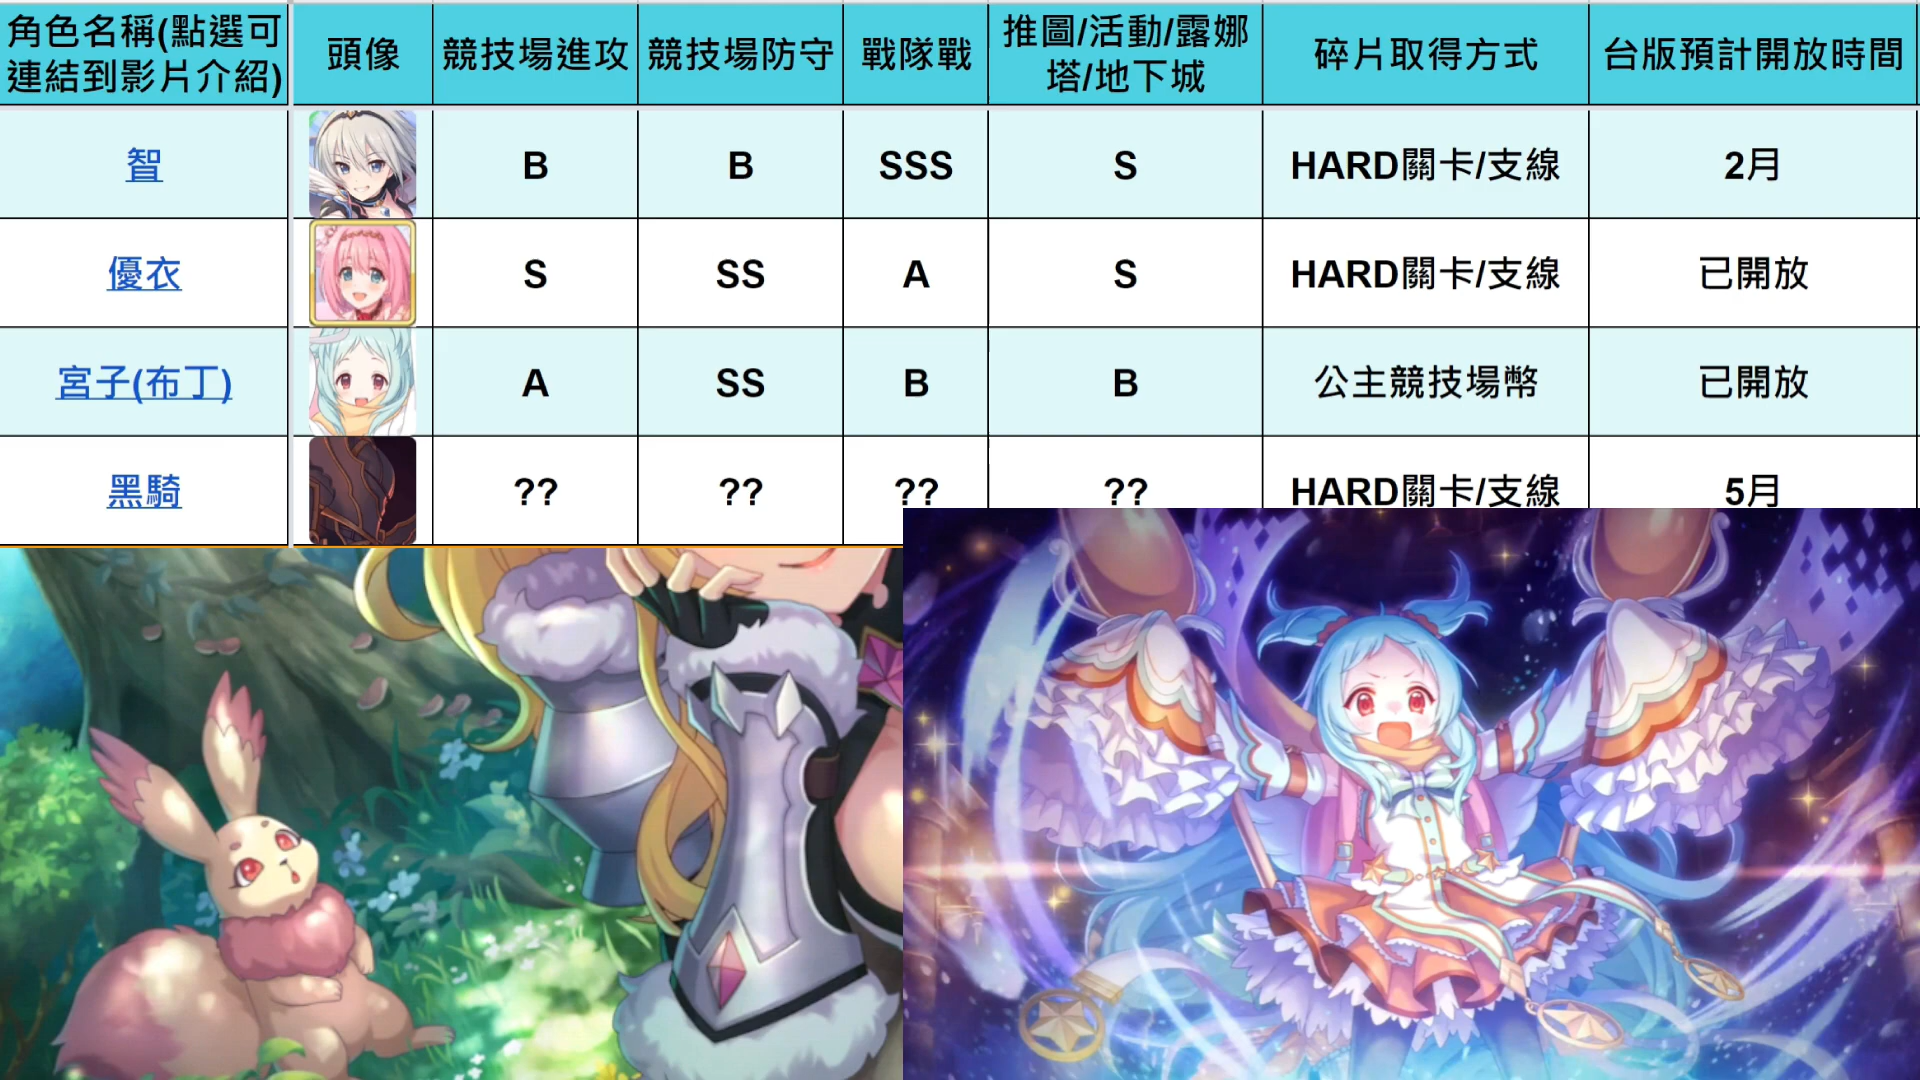 角色名稱(點選可
連結到影片介紹)
頭像
競技場進攻
競技場防守
戰隊戰
推圖/活動/露娜
塔/地下城
碎片取得方式
台版預計開放時間
智
B
B
SSS
S
HARD關卡/支線
2月
優衣
S
SS
A
S
HARD關卡/支線
已開放
宮子(布丁)
A
SS
B
B
公主競技場幣
已開放
黑騎
??
??
??
??
HARD關卡/支線
5月